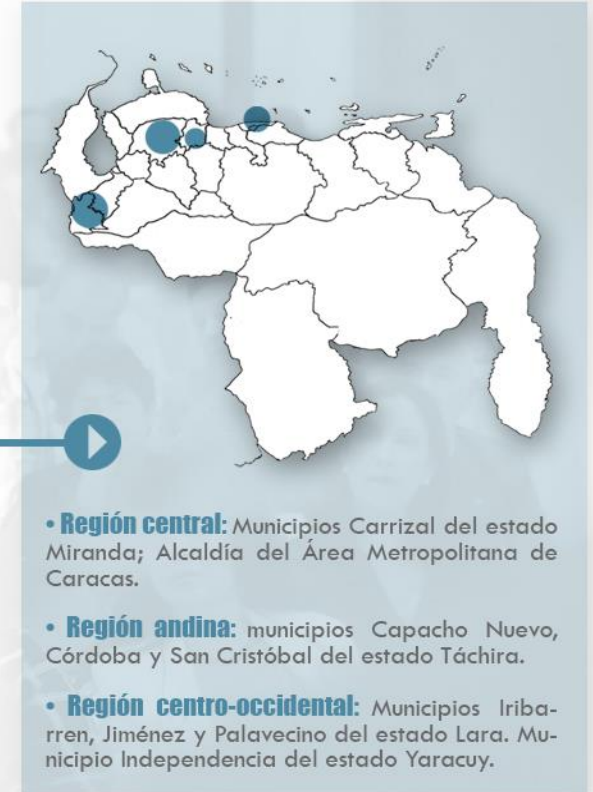 • Región central: Municipios Carrizal del estado
Miranda; Alcaldía del Área Metropolitana de
Caracas.
• Región andina: municipios Capacho Nuevo,
Córdoba y San Cristóbal del estado Táchira.
• Región centro-occidental: Municipios Iriba-
rren, Jiménez y Palavecino del estado Lara. Mu-
nicipio Independencia del estado Yaracuy.